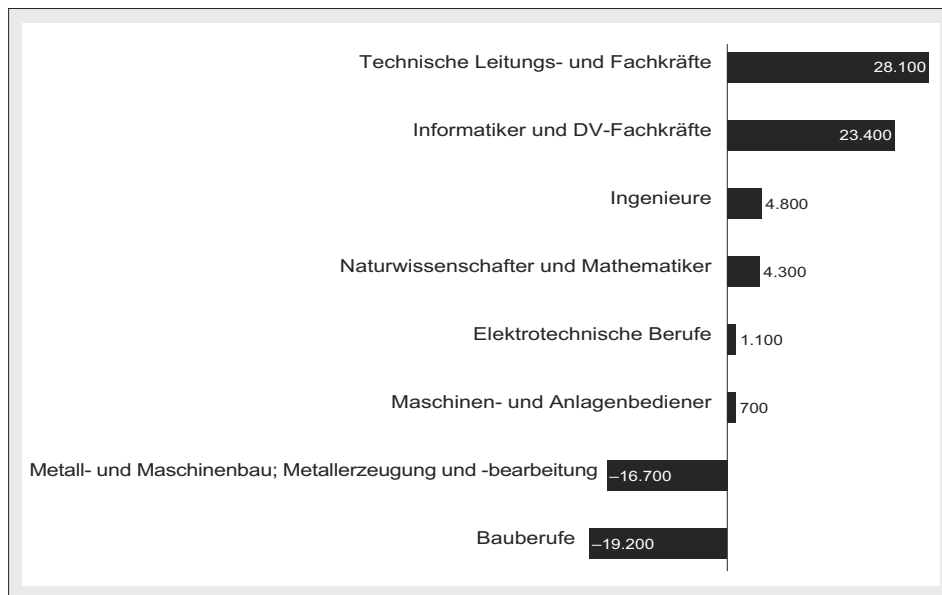 Technische Leitungs- und Fachkräfte 28.100
Informatiker und DV-Fachkräfte 23.400
Ingenieure 4.800
Naturwissenschafter und Mathematiker 4.300
Elektrotechnische Berufe 1.100
Maschinen- und Anlagenbediener 700
Metall- und Maschinenbau; Metallerzeugung und -bearbeitung –16.700
Bauberufe –19.200